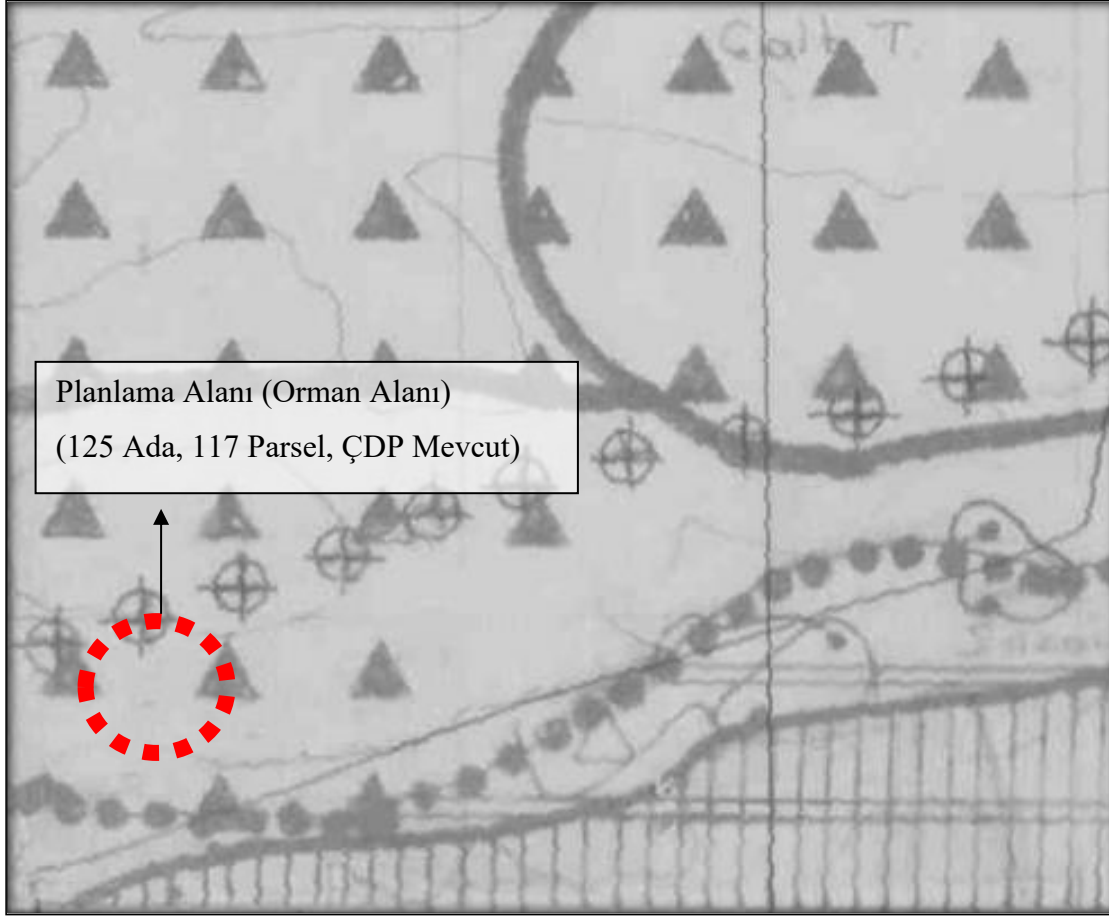 Planlama Alanı (Orman Alanı)
(125 Ada, 117 Parsel, ÇDP Mevcut)